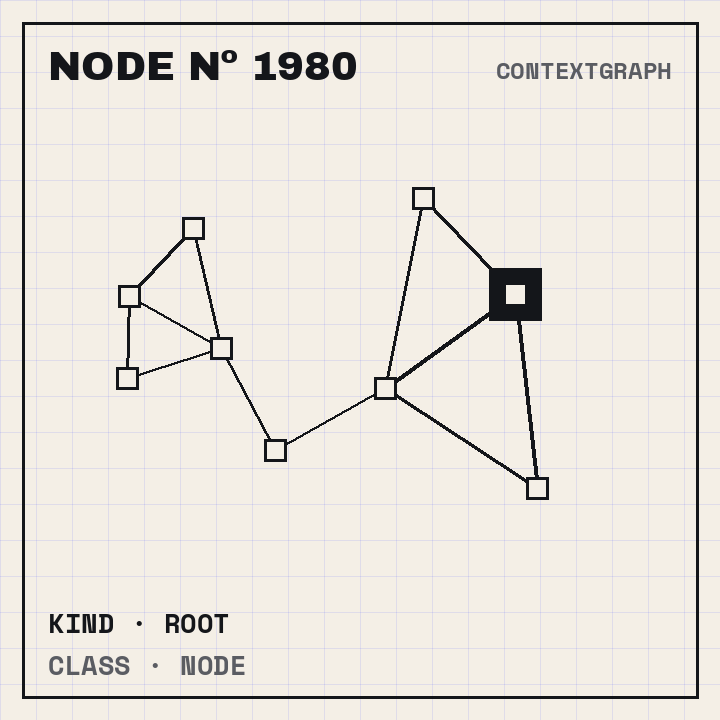 NODE Nº 1980
CONTEXTGRAPH
KIND · ROOT
CLASS · NODE